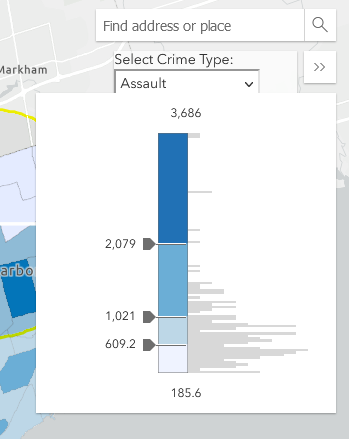 Find address or place
Markham
Select Crime Type:
Assault
3,686
2,079
arbo
1,021
609.2
185.6